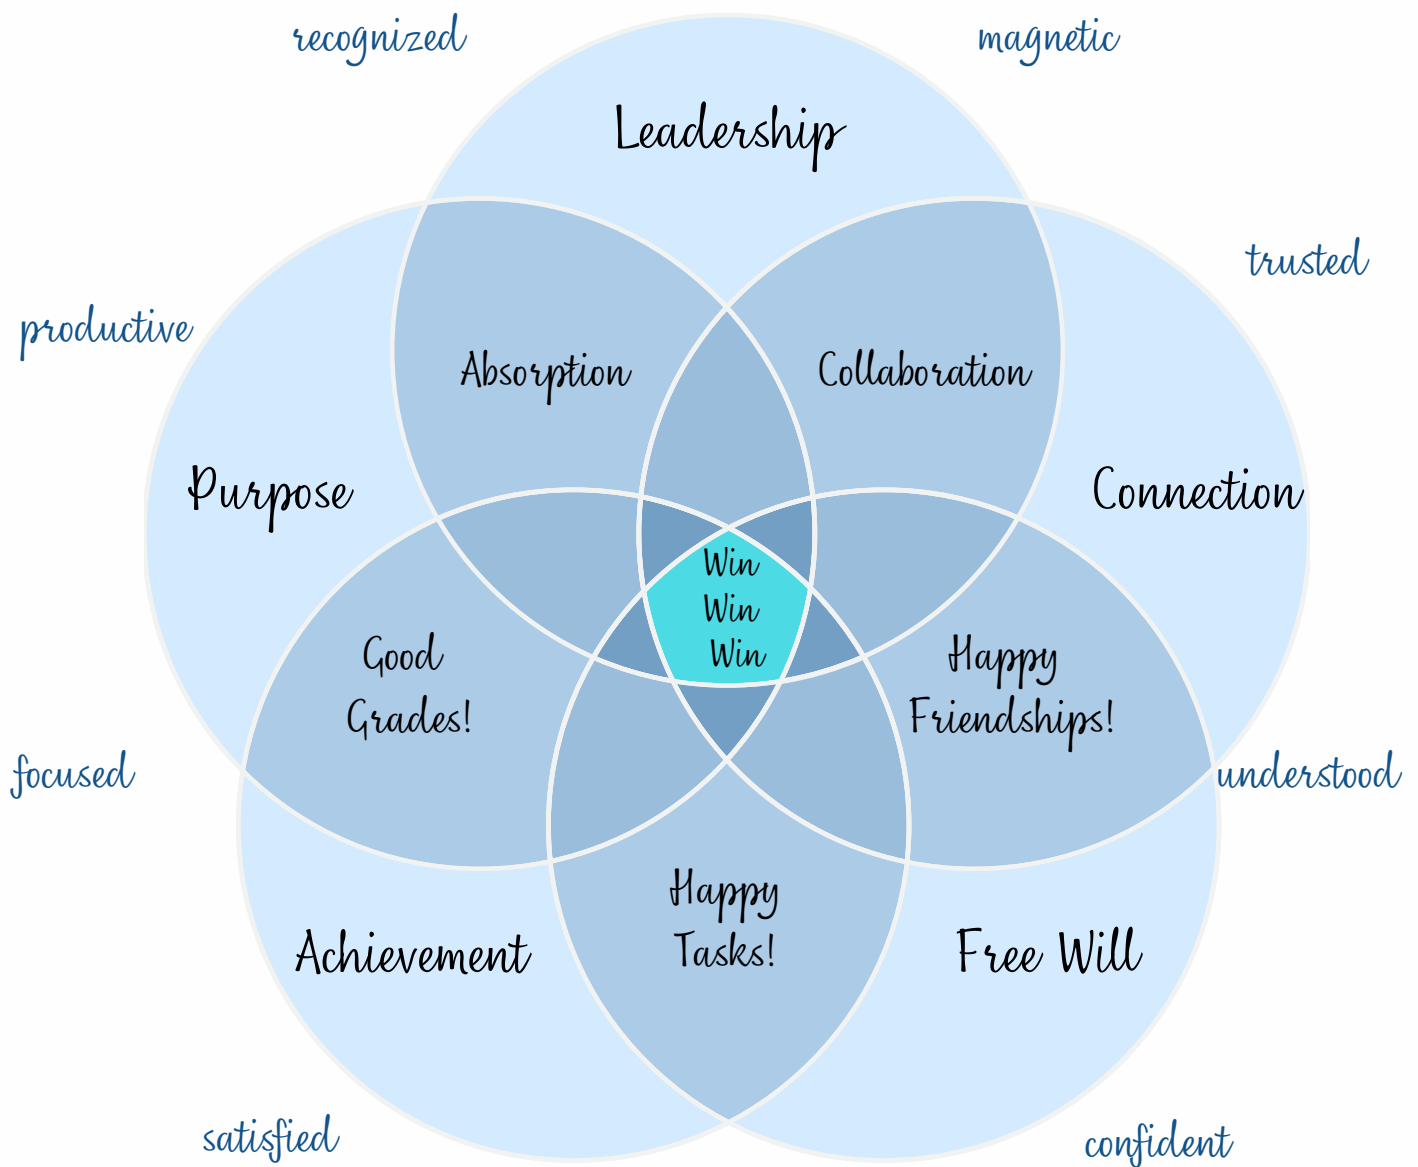 recognized
magnetic
Leadership
trusted
productive
Absorption
Collaboration
Purpose
Connection
Win
Win
Win
Good
Grades!
Happy
Friendships!
focused
understood
Happy
Tasks!
Achievement
Free Will
satisfied
confident